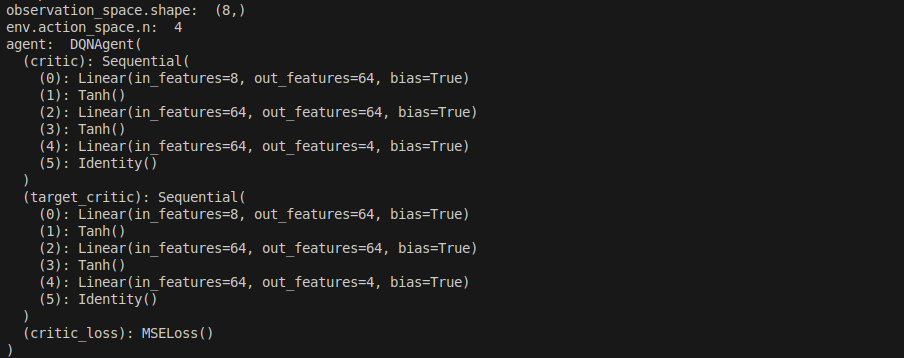 observation_space.shape:  (8,)
env.action_space.n:  4
agent:  DQNAgent(
  (critic): Sequential(
    (0): Linear(in_features=8, out_features=64, bias=True)
    (1): Tanh()
    (2): Linear(in_features=64, out_features=64, bias=True)
    (3): Tanh()
    (4): Linear(in_features=64, out_features=4, bias=True)
    (5): Identity()
  )
  (target_critic): Sequential(
    (0): Linear(in_features=8, out_features=64, bias=True)
    (1): Tanh()
    (2): Linear(in_features=64, out_features=64, bias=True)
    (3): Tanh()
    (4): Linear(in_features=64, out_features=4, bias=True)
    (5): Identity()
  )
  (critic_loss): MSELoss()
)